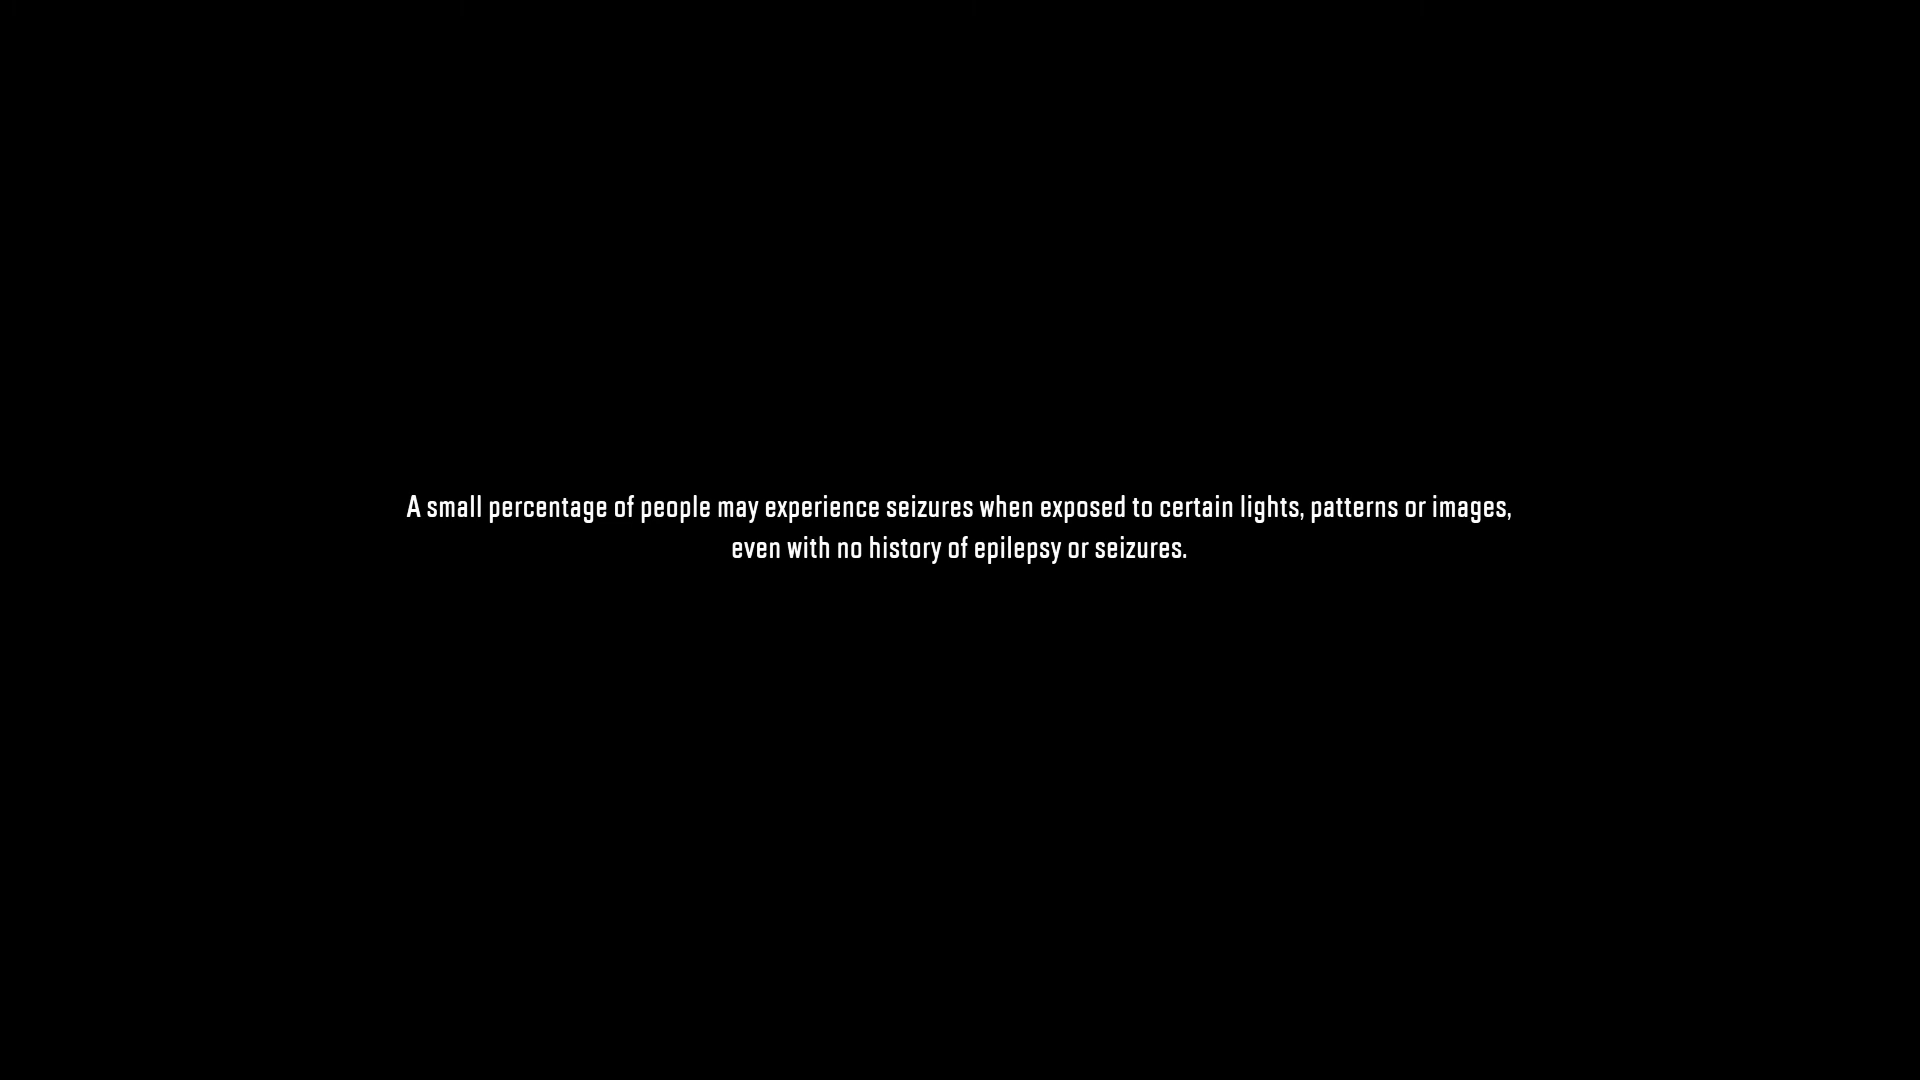 A small percentage of people may experience seizures when exposed to certain lights, patterns or images,
even with no history of epilepsy or seizures.